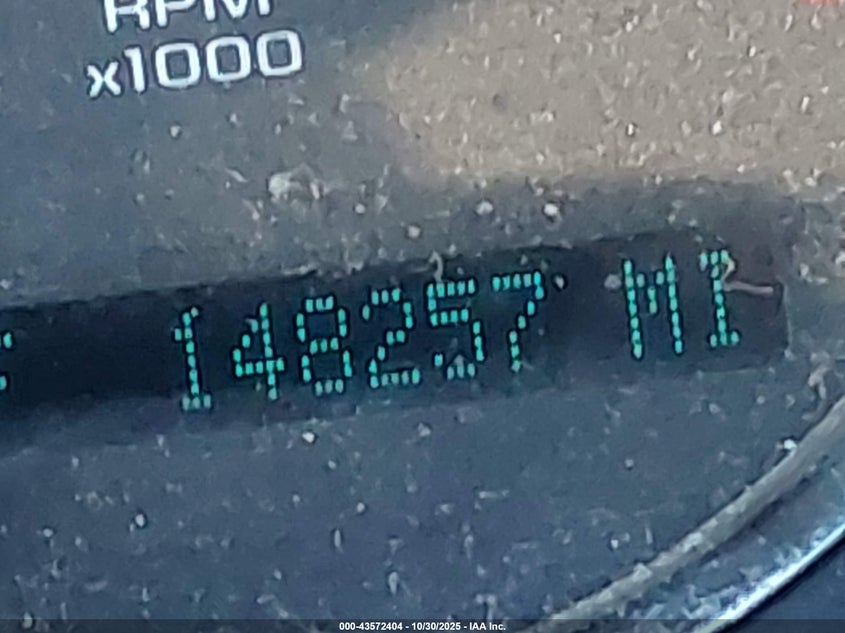 RPM
x1000
148257 MI
000-43572404 - 10/30/2025 - IAA Inc.